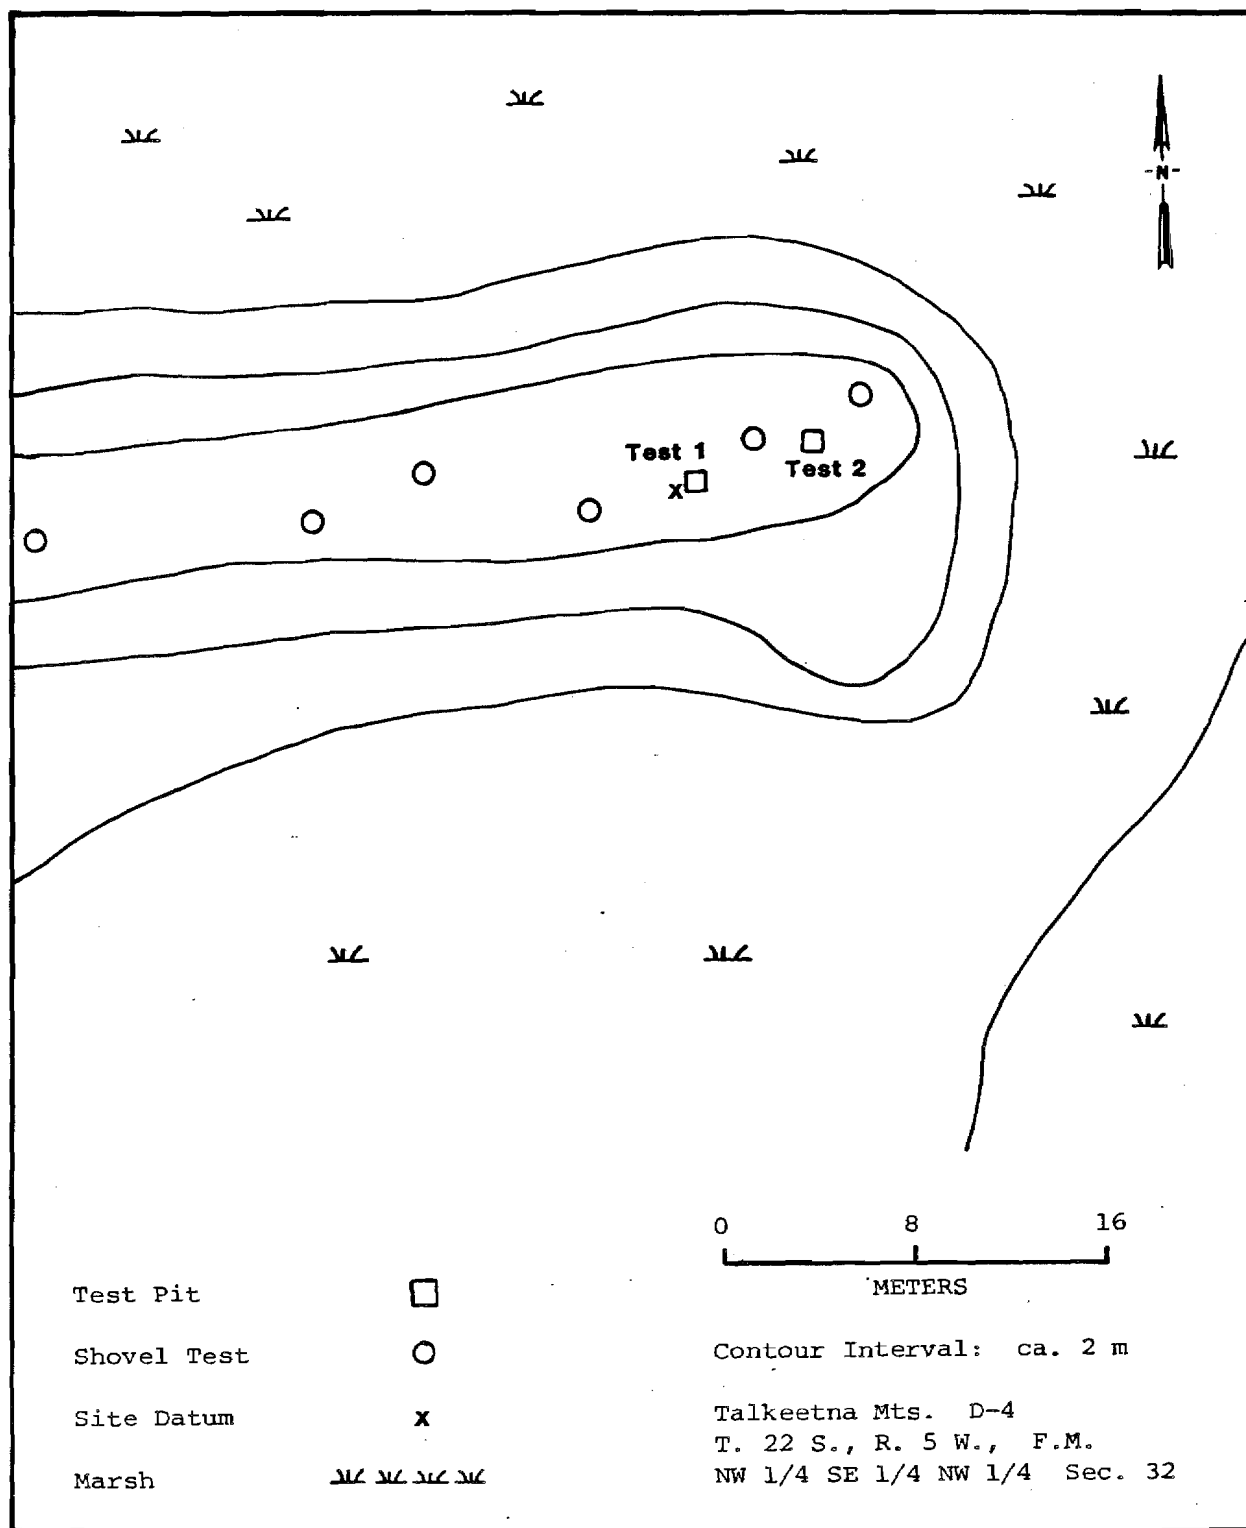 -N-
Test 1
Test 2
x
0 8 16
METERS
Test Pit
Shovel Test
Site Datum x
Marsh
Contour Interval: ca. 2 m
Talkeetna Mts. D-4
T. 22 S., R. 5 W., F.M.
NW 1/4 SE 1/4 NW 1/4 Sec. 32